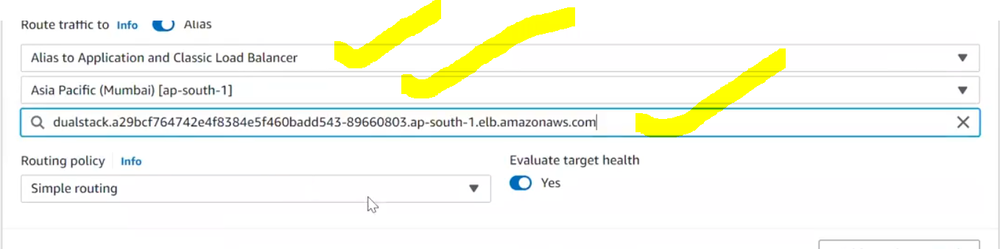 Route traffic to Info Alias
Alias to Application and Classic Load Balancer
Asia Pacific (Mumbai) [ap-south-1]
dualstack.a29bcf764742e4f8384e5f460badd543-89660803.ap-south-1.elb.amazonaws.com
Routing policy Info Evaluate target health
Simple routing Yes